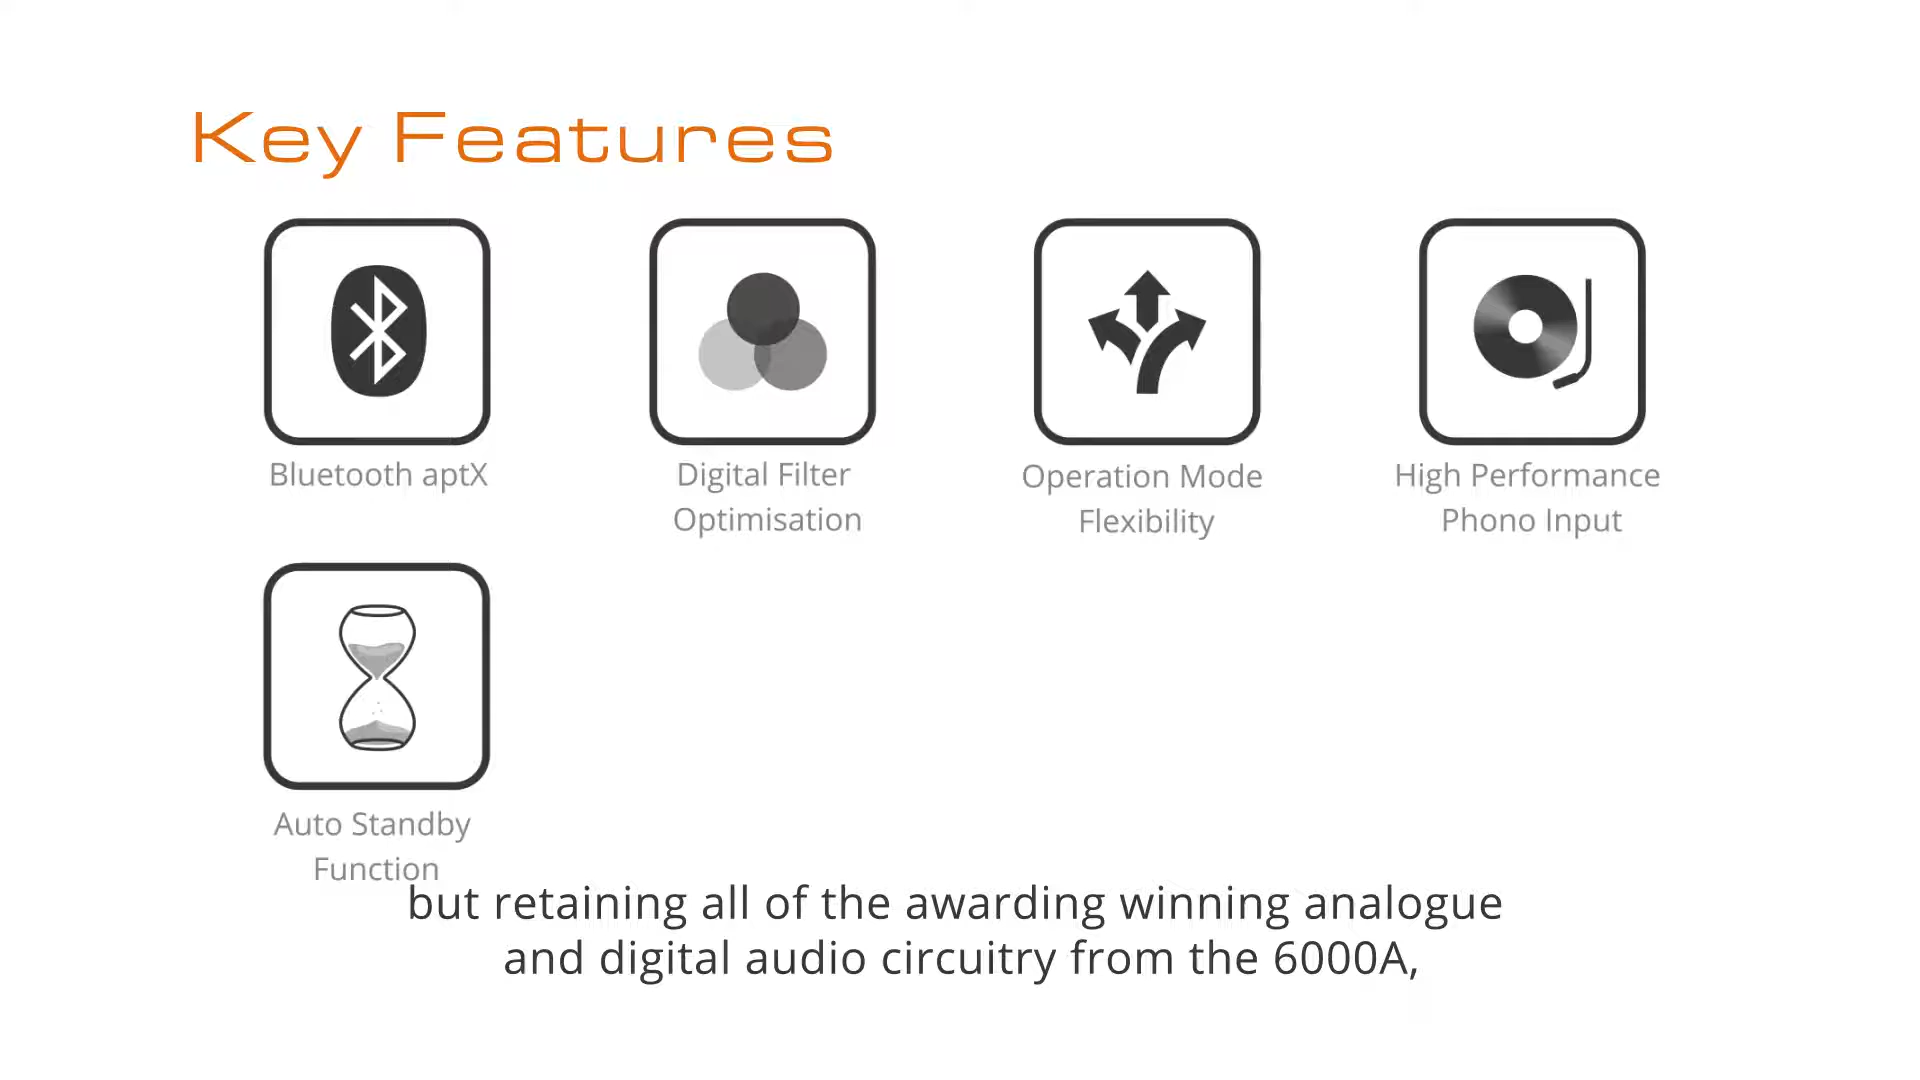 Key Features
Bluetooth aptX
Digital Filter
Optimisation
Operation Mode
Flexibility
High Performance
Phono Input
Auto Standby
Function
but retaining all of the awarding winning analogue
and digital audio circuitry from the 6000A,